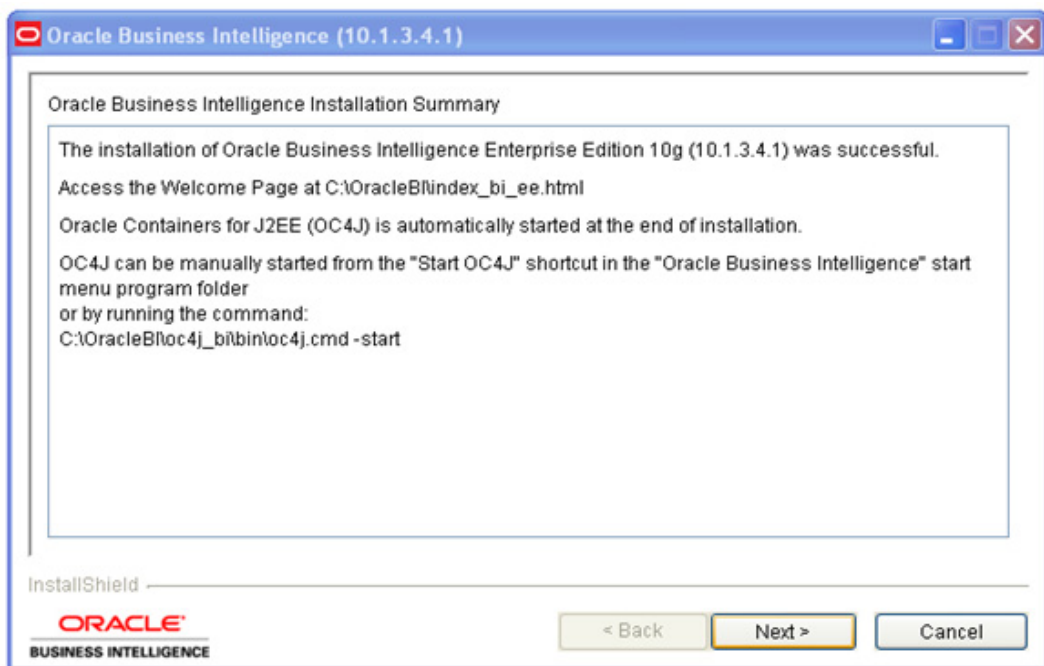 Oracle Business Intelligence (10.1.3.4.1)
Oracle Business Intelligence Installation Summary
The installation of Oracle Business Intelligence Enterprise Edition 10g (10.1.3.4.1) was successful.
Access the Welcome Page at C:\OracleBI\index_bi_ee.html
Oracle Containers for J2EE (OC4J) is automatically started at the end of installation.
OC4J can be manually started from the "Start OC4J" shortcut in the "Oracle Business Intelligence" start
menu program folder
or by running the command:
C:\OracleBI\oc4j_bi\bin\oc4j.cmd -start
InstallShield
ORACLE
BUSINESS INTELLIGENCE
< Back
Next >
Cancel